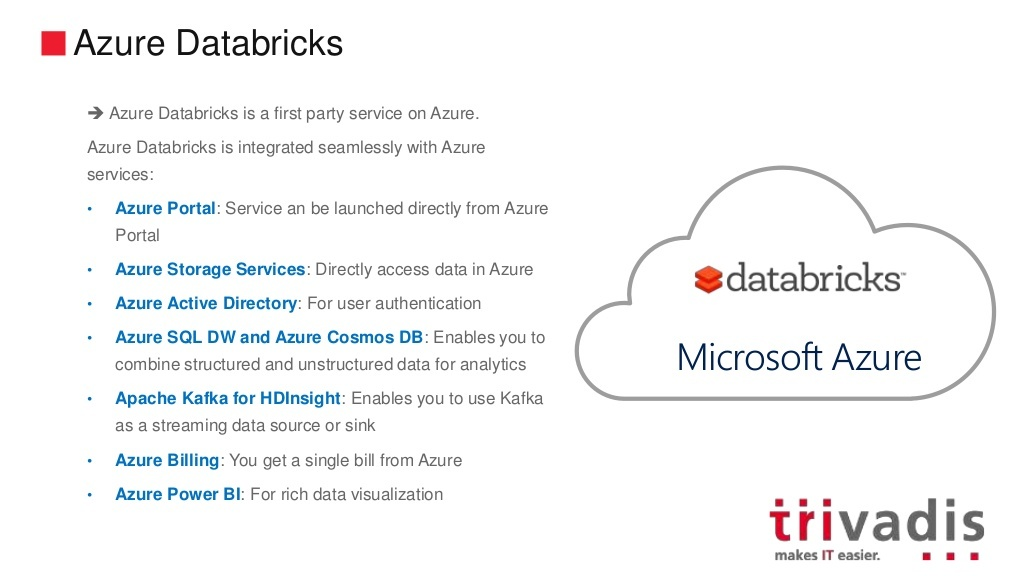 Azure Databricks
➔ Azure Databricks is a first party service on Azure.
Azure Databricks is integrated seamlessly with Azure
services:
• Azure Portal: Service an be launched directly from Azure
Portal
• Azure Storage Services: Directly access data in Azure
• Azure Active Directory: For user authentication
• Azure SQL DW and Azure Cosmos DB: Enables you to
combine structured and unstructured data for analytics
• Apache Kafka for HDInsight: Enables you to use Kafka
as a streaming data source or sink
• Azure Billing: You get a single bill from Azure
• Azure Power BI: For rich data visualization
databricks™
Microsoft Azure
trivadis
makes IT easier.